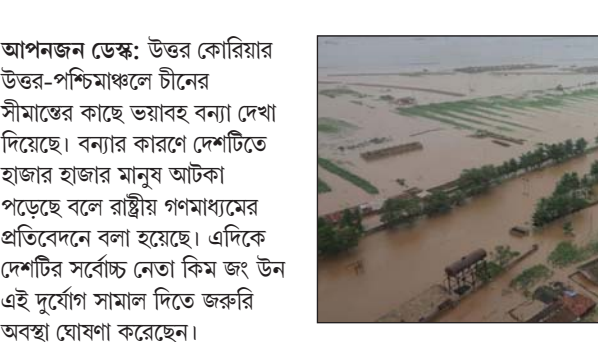 আপনজন ডেস্ক: উত্তর কোরিয়ার
উত্তর-পশ্চিমাঞ্চলে চীনের
সীমান্তের কাছে ভয়াবহ বন্যা দেখা
দিয়েছে। বন্যার কারণে দেশটিতে
হাজার হাজার মানুষ আটকা
পড়েছে বলে রাষ্ট্রীয় গণমাধ্যমের
প্রতিবেদনে বলা হয়েছে। এদিকে
দেশটির সর্বোচ্চ নেতা কিম জং উন
এই দুর্যোগ সামাল দিতে জরুরি
অবস্থা ঘোষণা করেছেন।